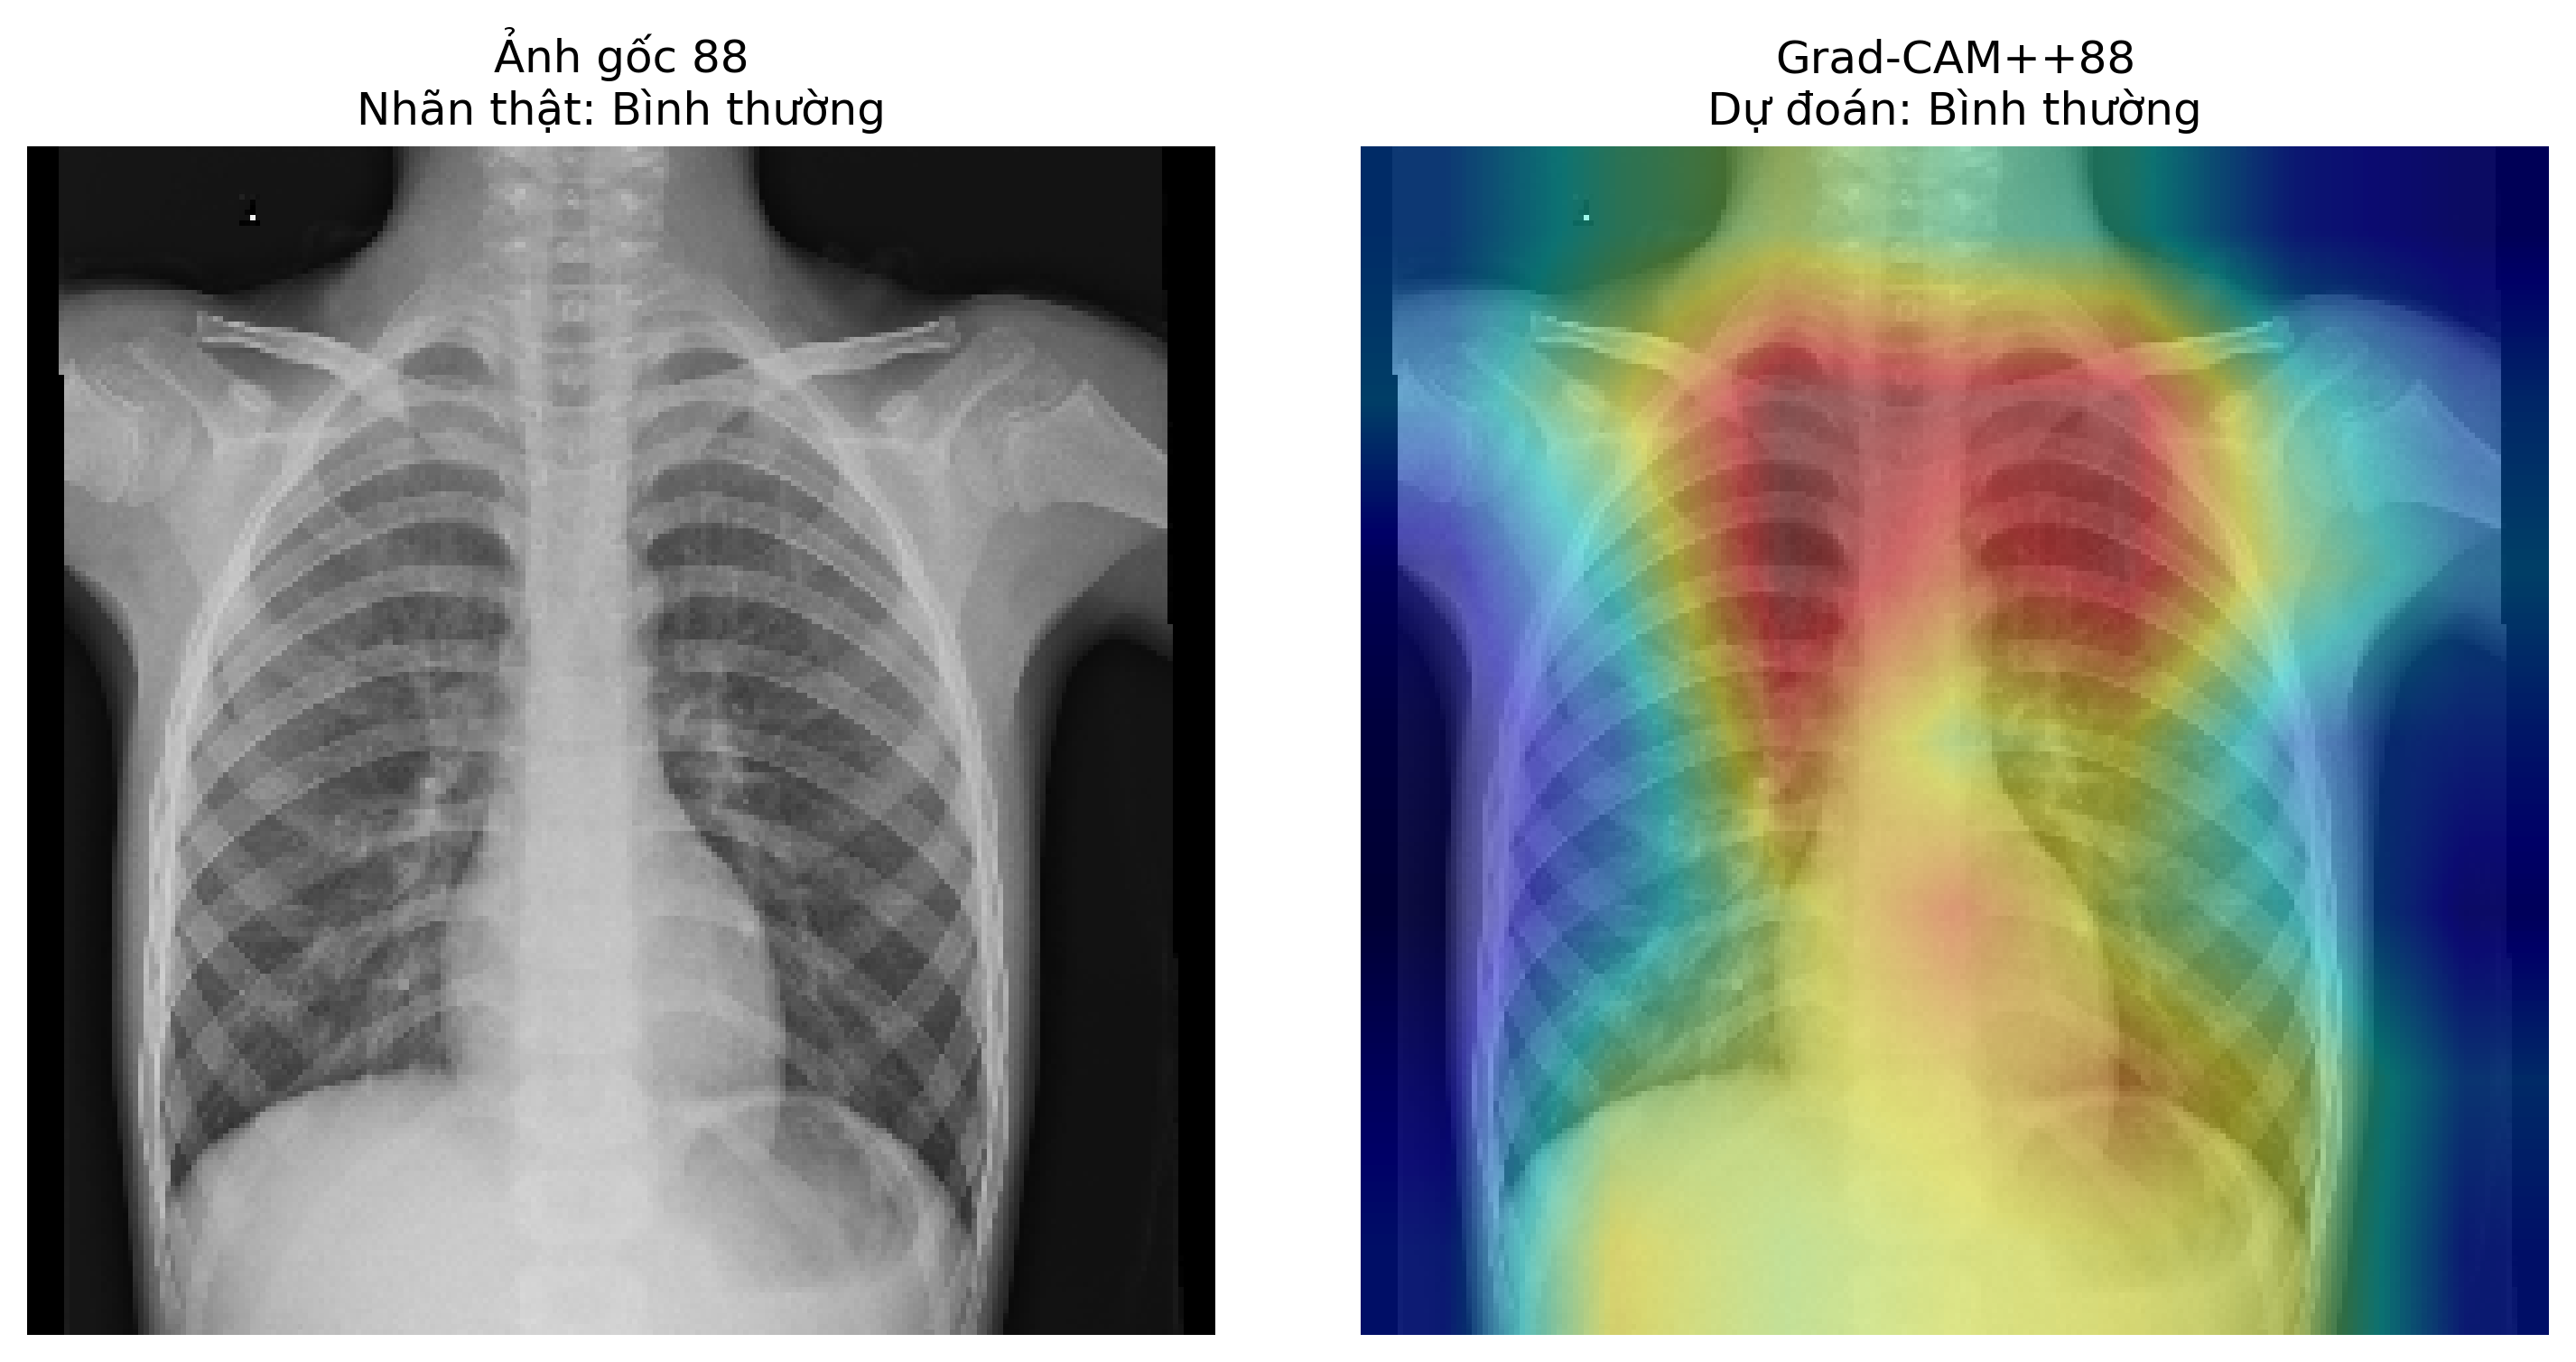 Ảnh gốc 88
Nhãn thật: Bình thường
Grad-CAM++88
Dự đoán: Bình thường